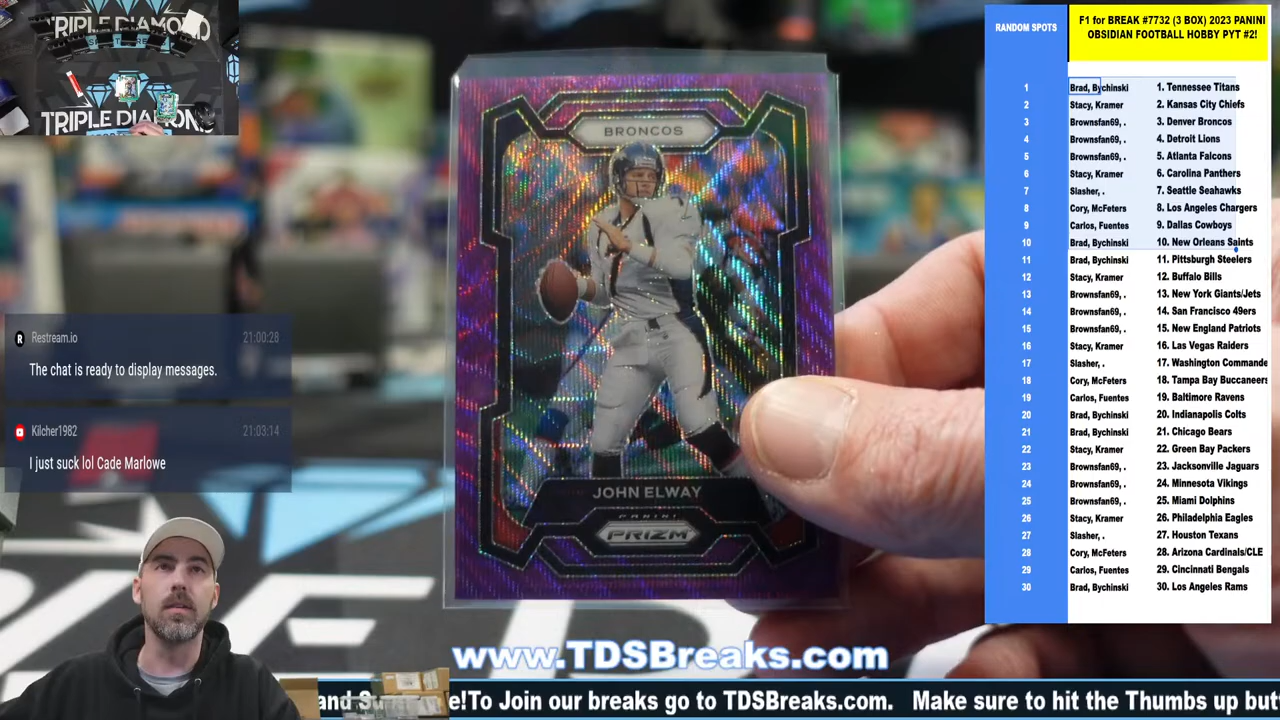 TRIPLE DIAMOND
TRIPLE DIAMOND
Restream.io 21:00:28
The chat is ready to display messages.
Kilcher1982 21:03:14
I just suck lol Cade Marlowe
BRONCOS
JOHN ELWAY
PANINI
PRIZM
www.TDSBreaks.com
e!To Join our breaks go to TDSBreaks.com. Make sure to hit the Thumbs up but
RANDOM SPOTS
F1 for BREAK #7732 (3 BOX) 2023 PANINI
OBSIDIAN FOOTBALL HOBBY PYT #2!
1 Brad, Bychinski 1. Tennessee Titans
2 Stacy, Kramer 2. Kansas City Chiefs
3 Brownsfan69, . 3. Denver Broncos
4 Brownsfan69, . 4. Detroit Lions
5 Brownsfan69, . 5. Atlanta Falcons
6 Stacy, Kramer 6. Carolina Panthers
7 Slasher, . 7. Seattle Seahawks
8 Cory, McFeters 8. Los Angeles Chargers
9 Carlos, Fuentes 9. Dallas Cowboys
10 Brad, Bychinski 10. New Orleans Saints
11 Brad, Bychinski 11. Pittsburgh Steelers
12 Stacy, Kramer 12. Buffalo Bills
13 Brownsfan69, . 13. New York Giants/Jets
14 Brownsfan69, . 14. San Francisco 49ers
15 Brownsfan69, . 15. New England Patriots
16 Stacy, Kramer 16. Las Vegas Raiders
17 Slasher, . 17. Washington Commande
18 Cory, McFeters 18. Tampa Bay Buccaneers
19 Carlos, Fuentes 19. Baltimore Ravens
20 Brad, Bychinski 20. Indianapolis Colts
21 Brad, Bychinski 21. Chicago Bears
22 Stacy, Kramer 22. Green Bay Packers
23 Brownsfan69, . 23. Jacksonville Jaguars
24 Brownsfan69, . 24. Minnesota Vikings
25 Brownsfan69, . 25. Miami Dolphins
26 Stacy, Kramer 26. Philadelphia Eagles
27 Slasher, . 27. Houston Texans
28 Cory, McFeters 28. Arizona Cardinals/CLE
29 Carlos, Fuentes 29. Cincinnati Bengals
30 Brad, Bychinski 30. Los Angeles Rams